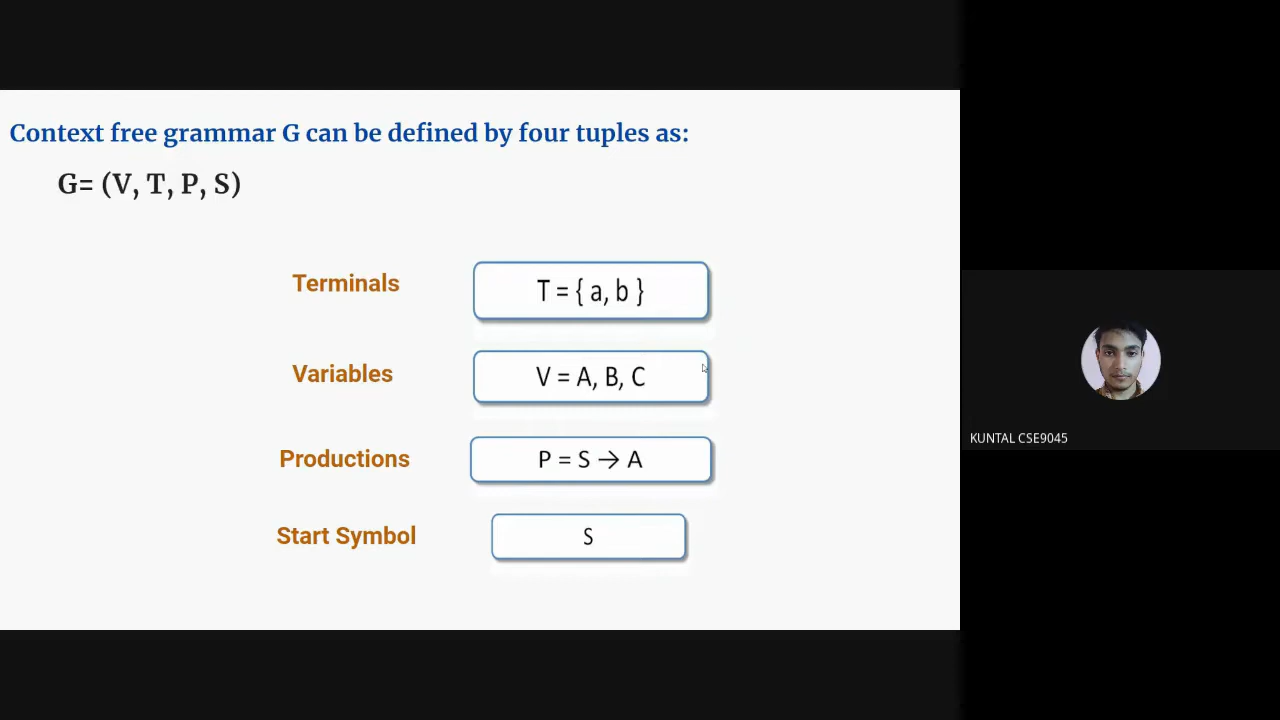 Context free grammar G can be defined by four tuples as:
G= (V, T, P, S)
Terminals
T = { a, b }
Variables
V = A, B, C
Productions
P = S → A
Start Symbol
S
KUNTAL CSE9045